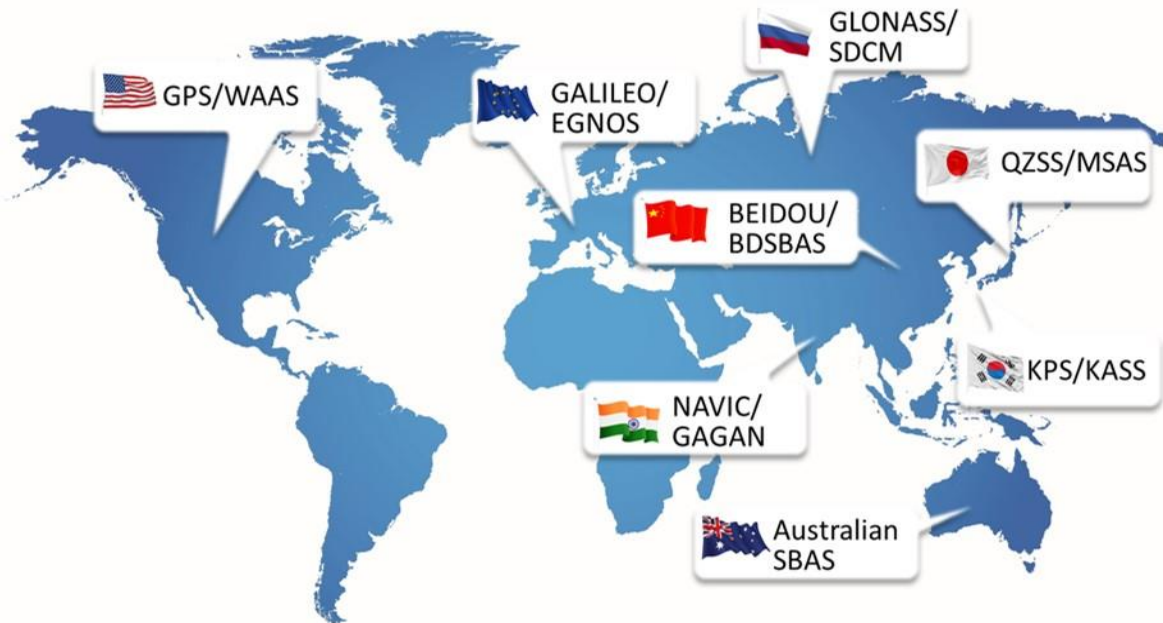 GLONASS/
SDCM
GPS/WAAS
GALILEO/
EGNOS
QZSS/MSAS
BEIDOU/
BDSBAS
KPS/KASS
NAVIC/
GAGAN
Australian
SBAS